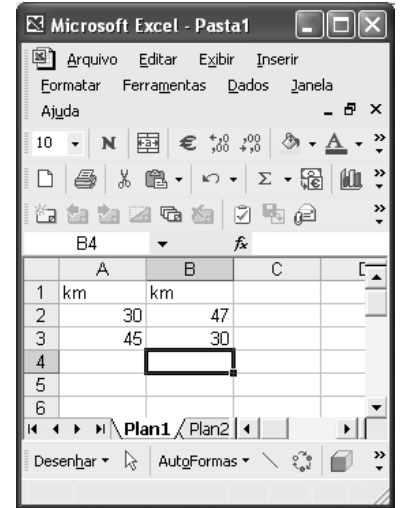 Microsoft Excel - Pasta1
Arquivo Editar Exibir Inserir
Formatar Ferramentas Dados Janela
Ajuda
10 N €
Σ
B4 fx
A B C
1 km km
2 30 47
3 45 30
4
5
6
Plan1 Plan2
Desenhar AutoFormas